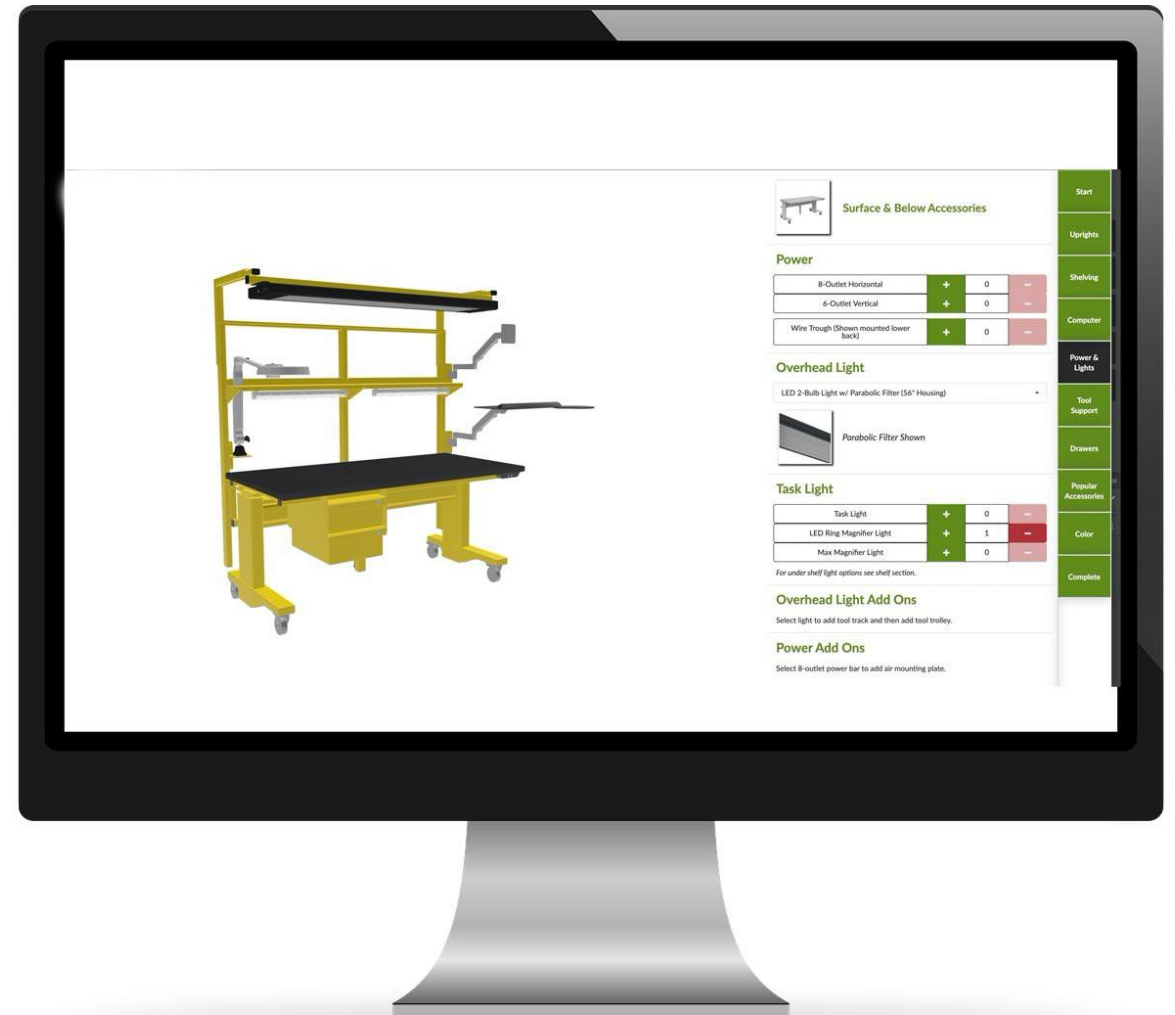 Surface & Below Accessories
Power
8-Outlet Horizontal + 0 −
6-Outlet Vertical + 0 −
Wire Trough (Shown mounted lower
back) + 0 −
Overhead Light
LED 2-Bulb Light w/ Parabolic Filter (56" Housing)
Parabolic Filter Shown
Task Light
Task Light + 0 −
LED Ring Magnifier Light + 1 −
Max Magnifier Light + 0 −
For under shelf light options see shelf section.
Overhead Light Add Ons
Select light to add tool track and then add tool trolley.
Power Add Ons
Select 8-outlet power bar to add air mounting plate.
Start
Uprights
Shelving
Computer
Power &
Lights
Tool
Support
Drawers
Popular
Accessories
Color
Complete